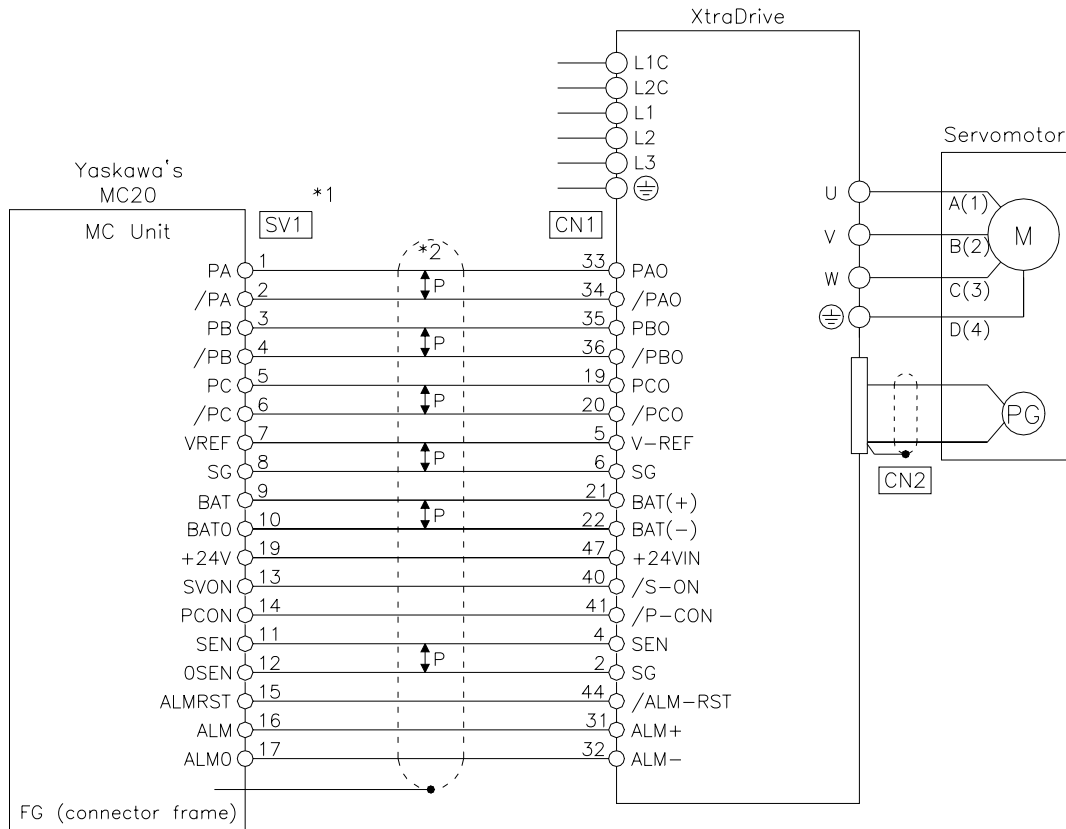 XtraDrive
L1C
L2C
L1
L2
L3
Servomotor
Yaskawa's
MC20
MC Unit
*1
SV1
CN1
*2
U
V
W
A(1)
B(2)
C(3)
D(4)
M
PG
CN2
PA 1 33 PAO
P
/PA 2 34 /PAO
PB 3 35 PBO
P
/PB 4 36 /PBO
PC 5 19 PCO
P
/PC 6 20 /PCO
VREF 7 5 V-REF
P
SG 8 6 SG
BAT 9 21 BAT(+)
P
BAT0 10 22 BAT(-)
+24V 19 47 +24VIN
SVON 13 40 /S-ON
PCON 14 41 /P-CON
SEN 11 4 SEN
P
0SEN 12 2 SG
ALMRST 15 44 /ALM-RST
ALM 16 31 ALM+
ALM0 17 32 ALM-
FG (connector frame)